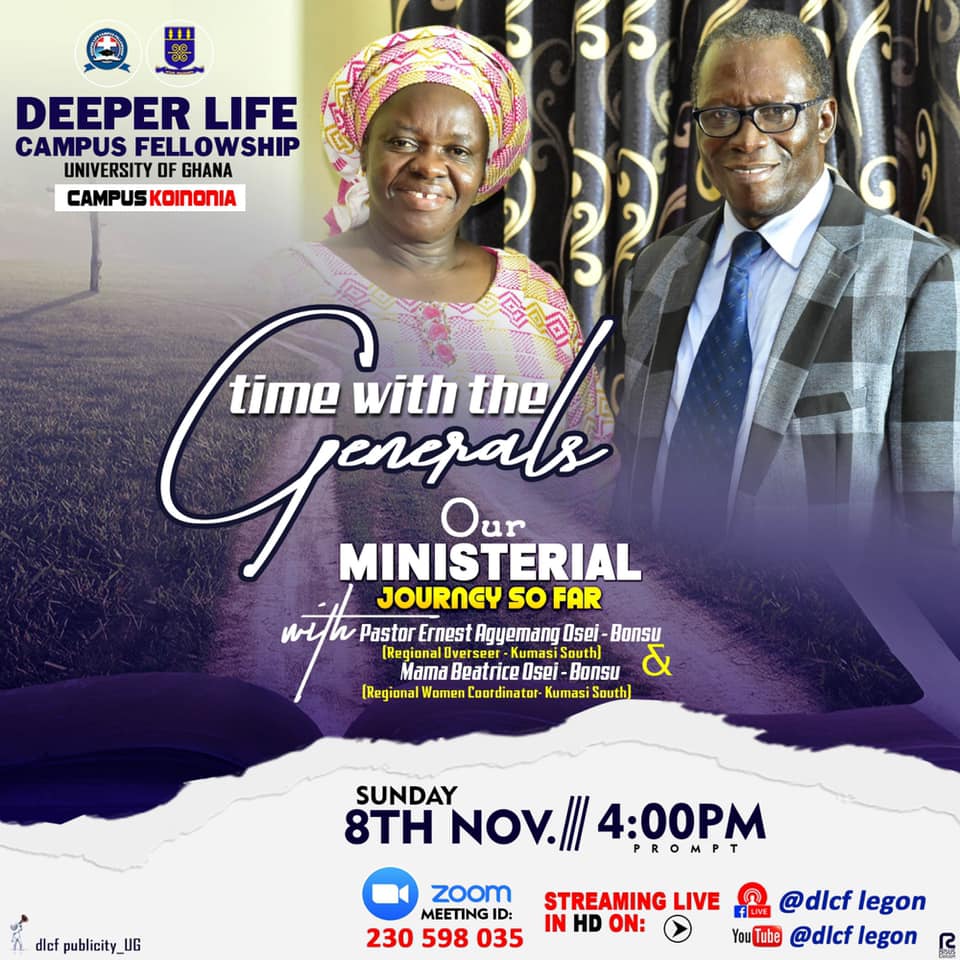 DEEPER LIFE
CAMPUS FELLOWSHIP
UNIVERSITY OF GHANA
CAMPUS KOINONIA
time with the
Generals
Our
MINISTERIAL
JOURNEY SO FAR
with Pastor Ernest Agyemang Osei - Bonsu
(Regional Overseer - Kumasi South)
&
Mama Beatrice Osei - Bonsu
(Regional Women Coordinator- Kumasi South)
SUNDAY
8TH NOV. /// 4:00PM
PROMPT
zoom
MEETING ID:
230 598 035
STREAMING LIVE
IN HD ON:
f LIVE @dlcf legon
YouTube @dlcf legon
dlcf publicity_UG